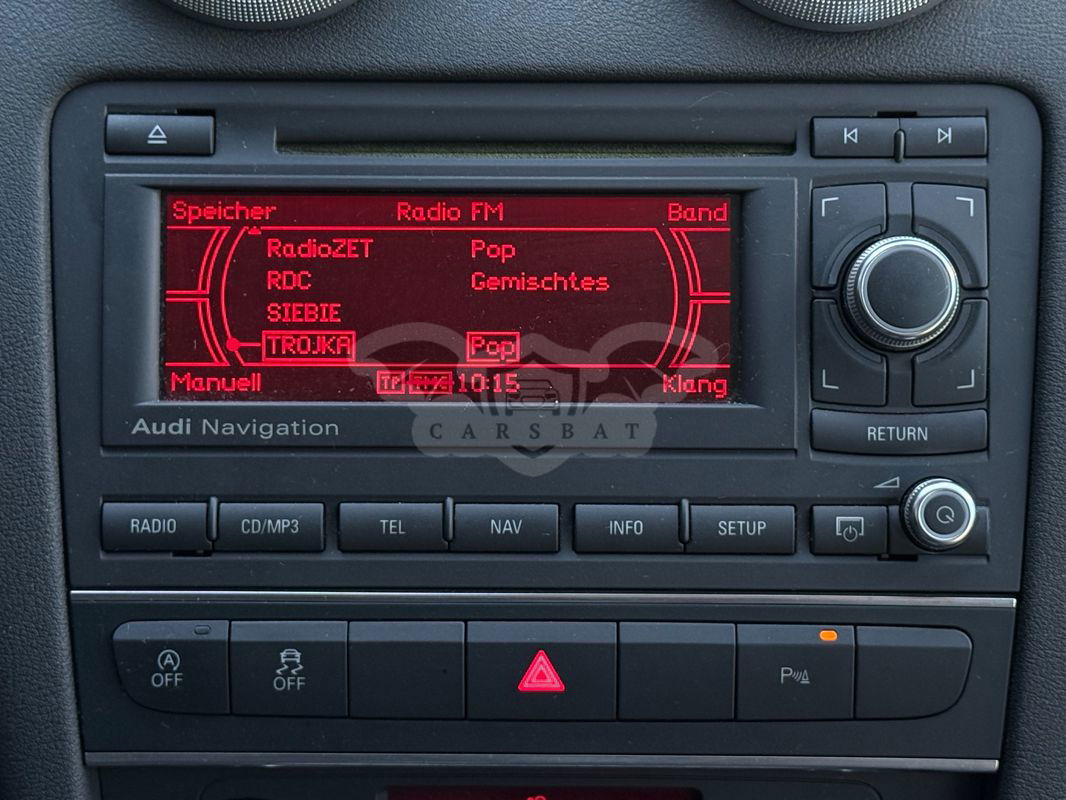 Speicher Radio FM Band
RadioZET Pop
RDC Gemischtes
SIEBIE
TROJKA Pop
Manuell TP TMC 10:15 Klang
Audi Navigation
CARSBAT
RETURN
RADIO CD/MP3 TEL NAV INFO SETUP
A OFF OFF P